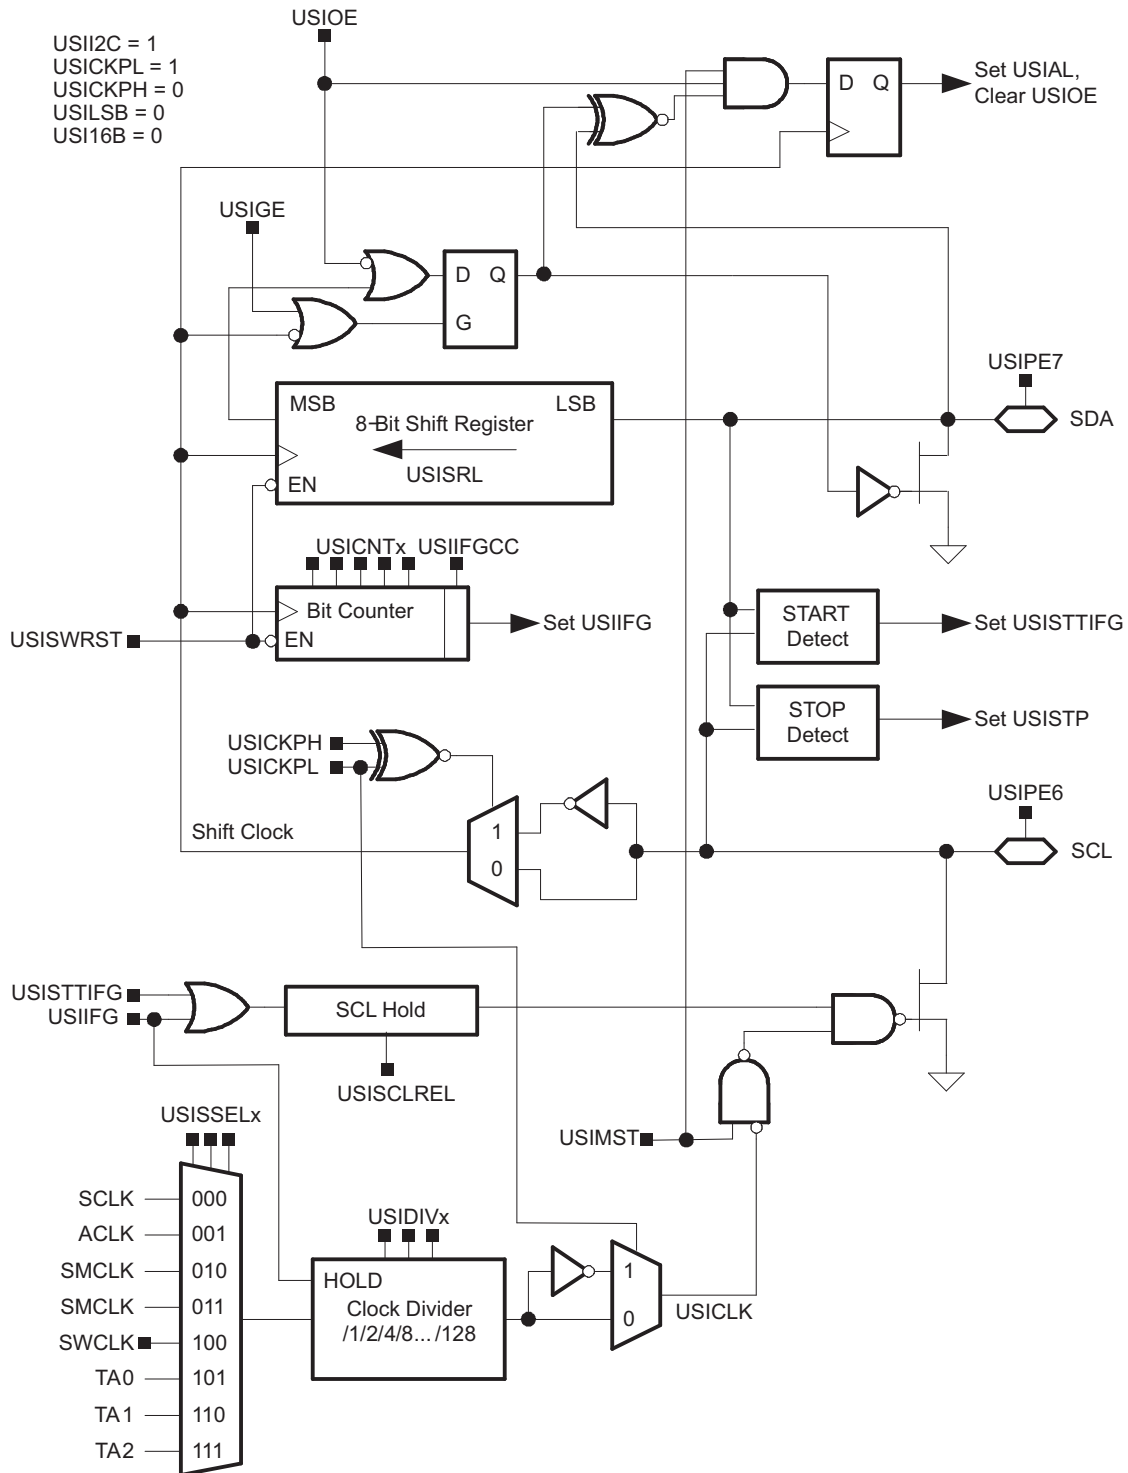 USIOE
USII2C = 1
USICKPL = 1
USICKPH = 0
USILSB = 0
USI16B = 0
D Q
Set USIAL,
Clear USIOE
USIGE
D Q
G
USIPE7
MSB
LSB
8-Bit Shift Register
USISRL
EN
SDA
USICNTx
USIIFGCC
Bit Counter
EN
Set USIIFG
USISWRST
START
Detect
Set USISTTIFG
STOP
Detect
Set USISTP
USICKPH
USICKPL
USIPE6
Shift Clock
1
0
SCL
USISTTIFG
USIIFG
SCL Hold
USISCLREL
USIMST
USISSELx
SCLK
000
ACLK
001
SMCLK
010
SMCLK
011
SWCLK
100
TA0
101
TA1
110
TA2
111
USIDIVx
HOLD
Clock Divider
/1/2/4/8... /128
1
0
USICLK